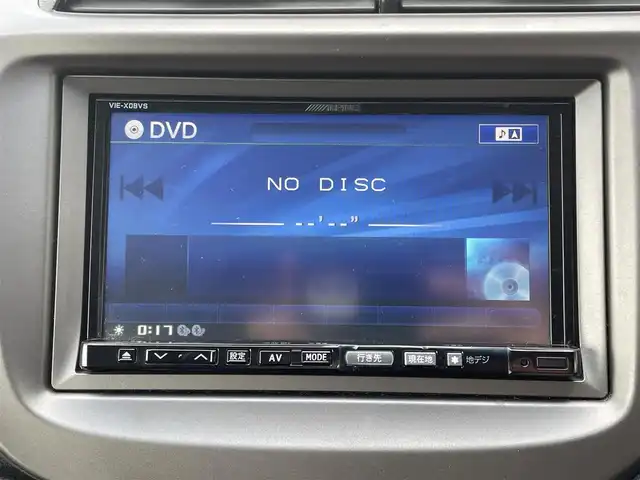 VIE-X08VS
ALPINE
DVD
A
NO DISC
--'--"
0:17
設定
AV
MODE
行き先
現在地
✱ 地デジ